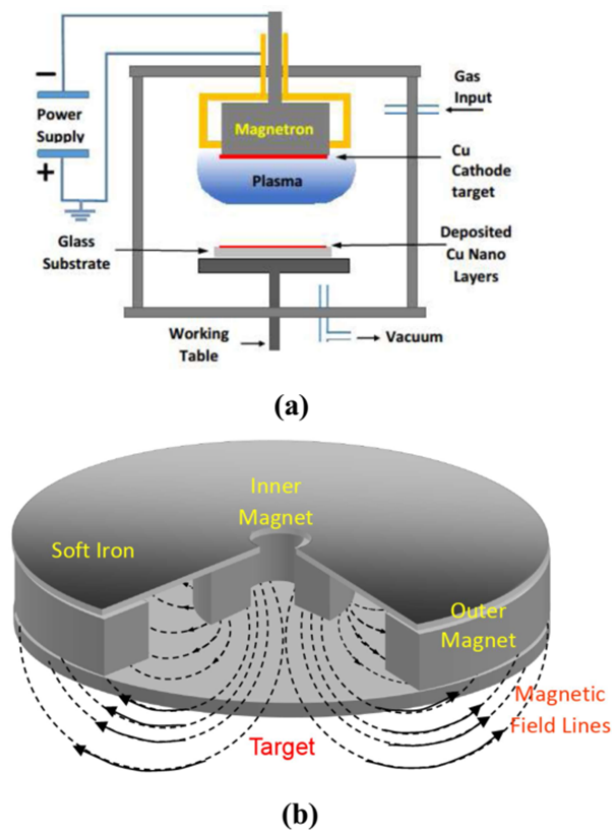 −
Power
Supply
+
Magnetron
Plasma
Gas
Input
Cu
Cathode
target
Glass
Substrate
Deposited
Cu Nano
Layers
Working
Table
Vacuum
(a)
Inner
Magnet
Soft Iron
Outer
Magnet
Magnetic
Field Lines
Target
(b)